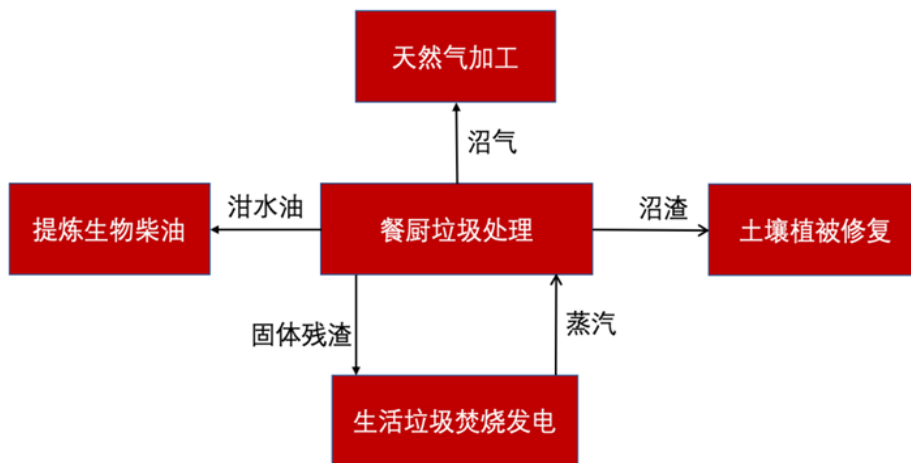 天然气加工
沼气
提炼生物柴油
泔水油
餐厨垃圾处理
沼渣
土壤植被修复
固体残渣
蒸汽
生活垃圾焚烧发电